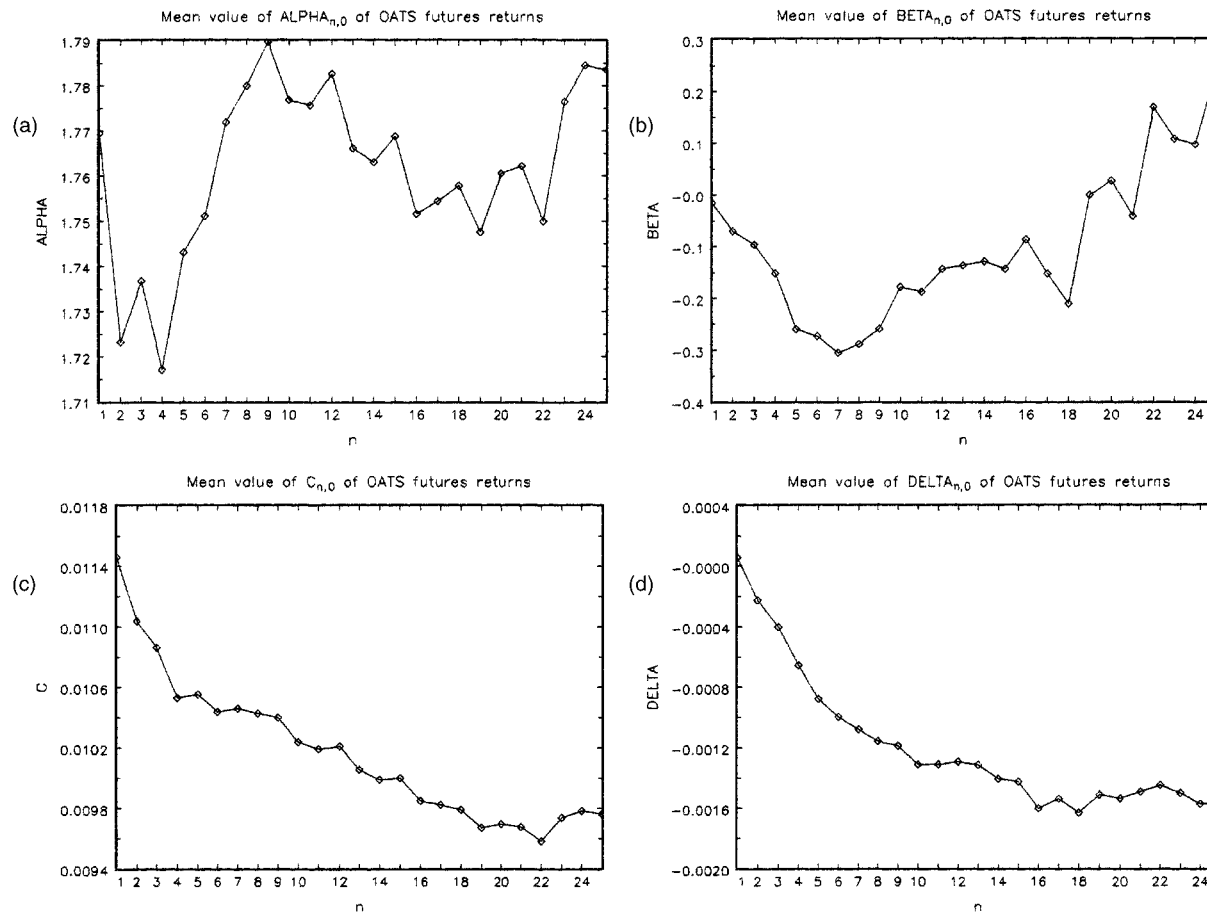 Mean value of ALPHAn,0 of OATS futures returns
(a)
ALPHA
1.79
1.78
1.77
1.76
1.75
1.74
1.73
1.72
1.71
1 2 3 4 5 6 7 8 9 10 12 14 16 18 20 22 24
n
Mean value of BETAn,0 of OATS futures returns
(b)
BETA
0.3
0.2
0.1
-0.0
-0.1
-0.2
-0.3
-0.4
1 2 3 4 5 6 7 8 9 10 12 14 16 18 20 22 24
n
Mean value of Cn,0 of OATS futures returns
(c)
C
0.0118
0.0114
0.0110
0.0106
0.0102
0.0098
0.0094
1 2 3 4 5 6 7 8 9 10 12 14 16 18 20 22 24
n
Mean value of DELTAn,0 of OATS futures returns
(d)
DELTA
0.0004
-0.0000
-0.0004
-0.0008
-0.0012
-0.0016
-0.0020
1 2 3 4 5 6 7 8 9 10 12 14 16 18 20 22 24
n